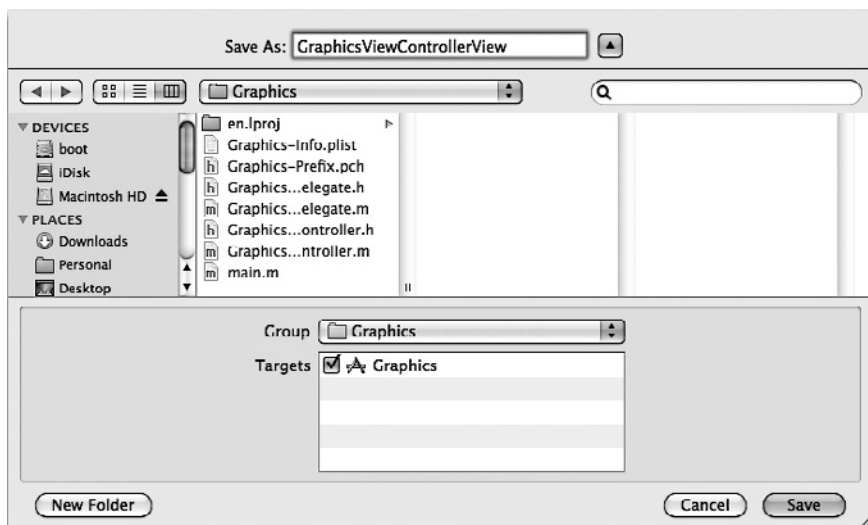 Save As: GraphicsViewControllerView
Graphics
DEVICES
boot
iDisk
Macintosh HD
PLACES
Downloads
Personal
Desktop
en.lproj
Graphics-Info.plist
h Graphics-Prefix.pch
h Graphics...elegate.h
m Graphics...elegate.m
h Graphics...ontroller.h
m Graphics...ntroller.m
m main.m
Group Graphics
Targets Graphics
New Folder
Cancel Save